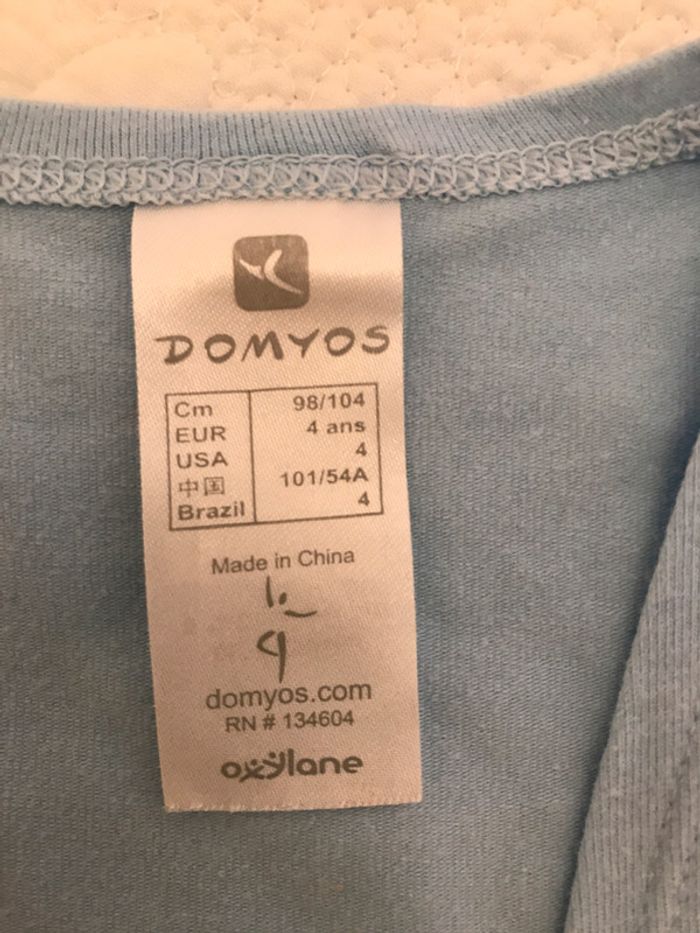 DOMYOS
Cm 98/104
EUR 4 ans
USA 4
中国 101/54A
Brazil 4
Made in China
domyos.com
RN # 134604
oxylane